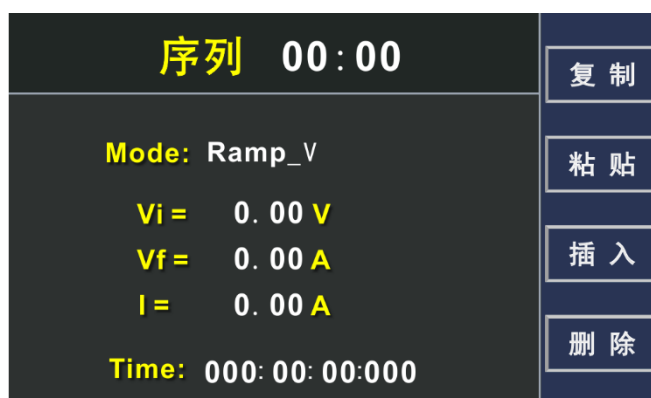 序列 00:00
复 制
Mode: Ramp_V
粘 贴
Vi = 0. 00 V
Vf = 0. 00 A
插 入
I = 0. 00 A
删 除
Time: 000: 00: 00:000